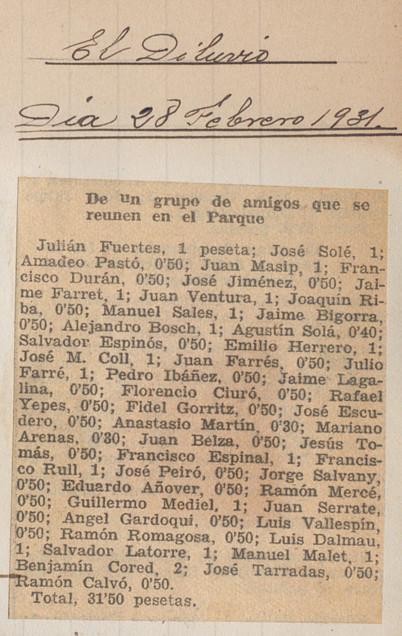 El Diluvio
Dia 28 Febrero 1931.
De un grupo de amigos que se
reunen en el Parque
Julián Fuertes, 1 peseta; José Solé, 1;
Amadeo Pastó, 0'50; Juan Masip, 1; Fran-
cisco Durán, 0'50; José Jiménez, 0'50; Jai-
me Farret, 1; Juan Ventura, 1; Joaquín Ri-
ba, 0'50; Manuel Sales, 1; Jaime Bigorra,
0'50; Alejandro Bosch, 1; Agustín Solá, 0'40;
Salvador Espinós, 0'50; Emilio Herrero, 1;
José M. Coll, 1; Juan Farrés, 0'50; Julio
Farré, 1; Pedro Ibáñez, 0'50; Jaime Laga-
lina, 0'50; Florencio Ciuró, 0'50; Rafael
Yepes, 0'50; Fidel Gorritz, 0'50; José Escu-
dero, 0'50; Anastasio Martín, 0'30; Mariano
Arenas, 0'30; Juan Belza, 0'50; Jesús To-
más, 0'50; Francisco Espinal, 1; Francis-
co Rull, 1; José Peiró, 0'50; Jorge Salvany,
0'50; Eduardo Añover, 0'50; Ramón Mercé,
0'50; Guillermo Mediel, 1; Juan Serrate,
0'50; Angel Gardoqui, 0'50; Luis Vallespín,
0'50; Ramón Romagosa, 0'50; Luis Dalmau,
1; Salvador Latorre, 1; Manuel Malet, 1;
Benjamín Cored, 2; José Tarradas, 0'50;
Ramón Calvó, 0'50.
Total, 31'50 pesetas.